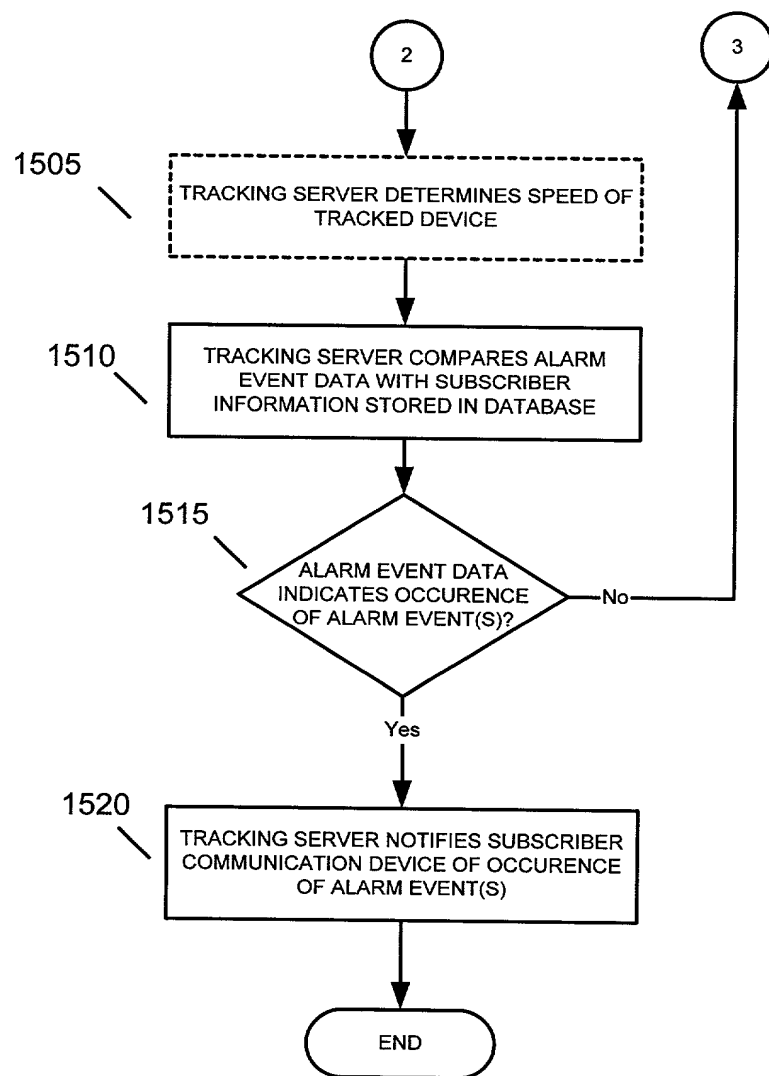 2
3
1505
TRACKING SERVER DETERMINES SPEED OF
TRACKED DEVICE
1510
TRACKING SERVER COMPARES ALARM
EVENT DATA WITH SUBSCRIBER
INFORMATION STORED IN DATABASE
1515
ALARM EVENT DATA
INDICATES OCCURENCE
OF ALARM EVENT(S)?
No
Yes
1520
TRACKING SERVER NOTIFIES SUBSCRIBER
COMMUNICATION DEVICE OF OCCURENCE
OF ALARM EVENT(S)
END